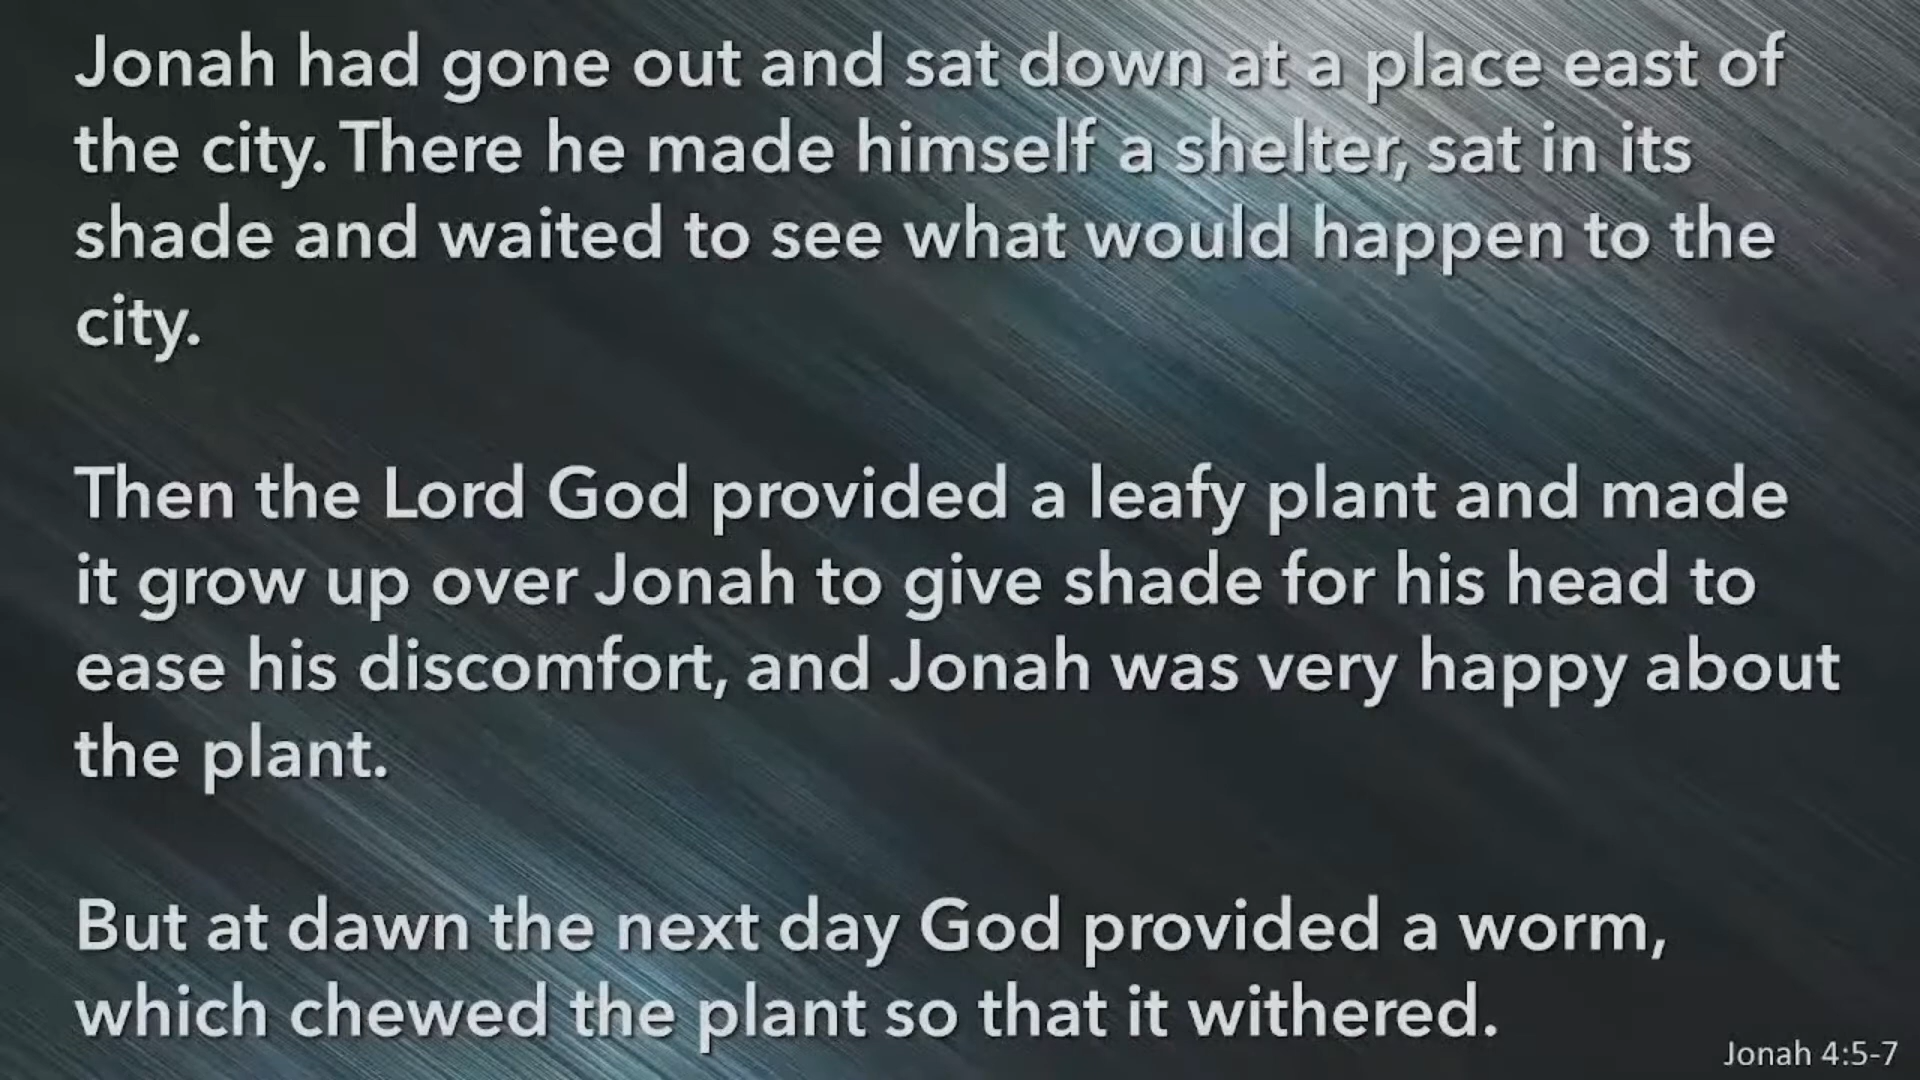 Jonah had gone out and sat down at a place east of
the city. There he made himself a shelter, sat in its
shade and waited to see what would happen to the
city.
Then the Lord God provided a leafy plant and made
it grow up over Jonah to give shade for his head to
ease his discomfort, and Jonah was very happy about
the plant.
But at dawn the next day God provided a worm,
which chewed the plant so that it withered.
Jonah 4:5-7